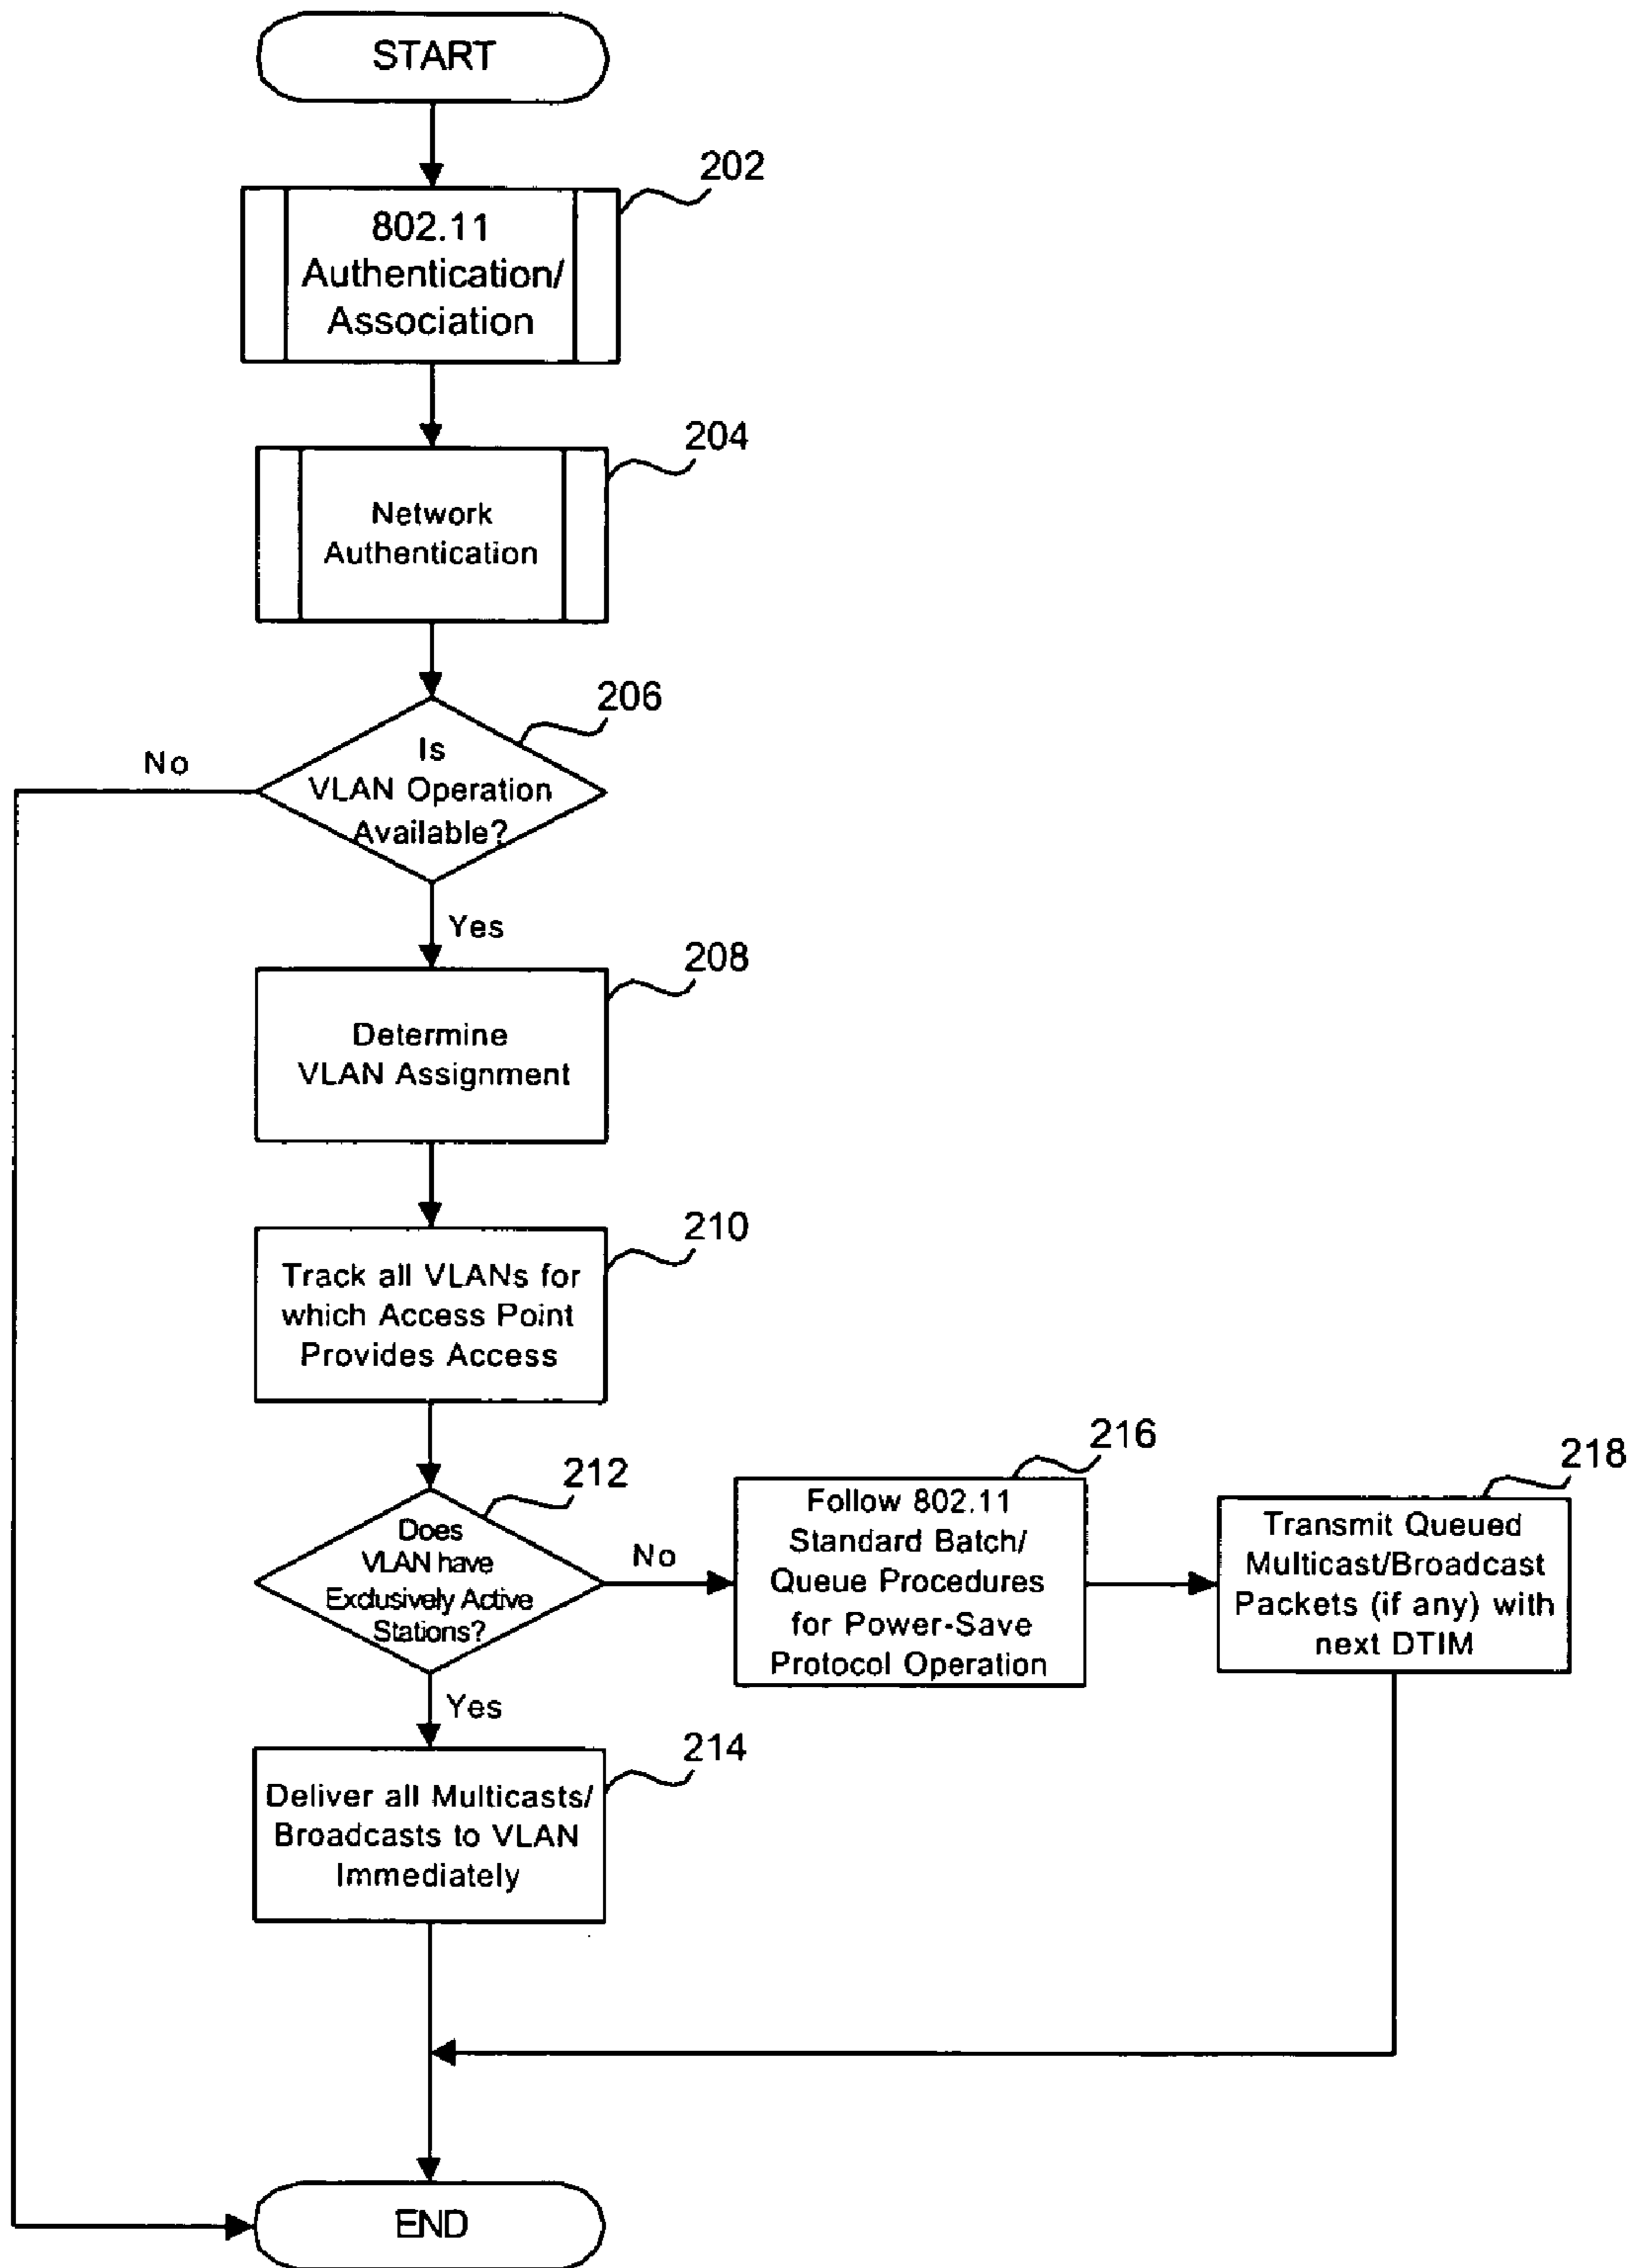 START
202
802.11
Authentication/
Association
204
Network
Authentication
206
Is
VLAN Operation
Available?
No
Yes
208
Determine
VLAN Assignment
210
Track all VLANs for
which Access Point
Provides Access
212
Does
VLAN have
Exclusively Active
Stations?
No
Yes
216
Follow 802.11
Standard Batch/
Queue Procedures
for Power-Save
Protocol Operation
218
Transmit Queued
Multicast/Broadcast
Packets (if any) with
next DTIM
214
Deliver all Multicasts/
Broadcasts to VLAN
Immediately
END